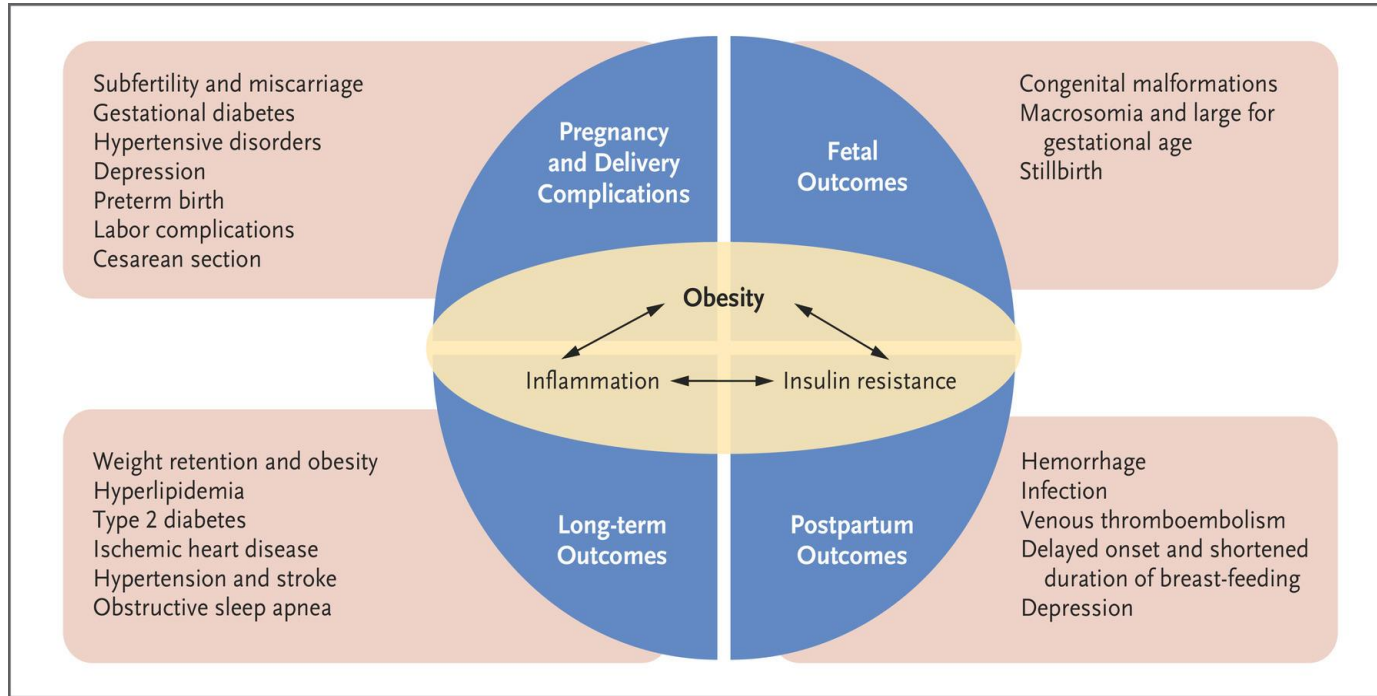 Subfertility and miscarriage
Gestational diabetes
Hypertensive disorders
Depression
Preterm birth
Labor complications
Cesarean section
Pregnancy
and Delivery
Complications
Fetal
Outcomes
Congenital malformations
Macrosomia and large for
gestational age
Stillbirth
Obesity
Inflammation
Insulin resistance
Weight retention and obesity
Hyperlipidemia
Type 2 diabetes
Ischemic heart disease
Hypertension and stroke
Obstructive sleep apnea
Long-term
Outcomes
Postpartum
Outcomes
Hemorrhage
Infection
Venous thromboembolism
Delayed onset and shortened
duration of breast-feeding
Depression